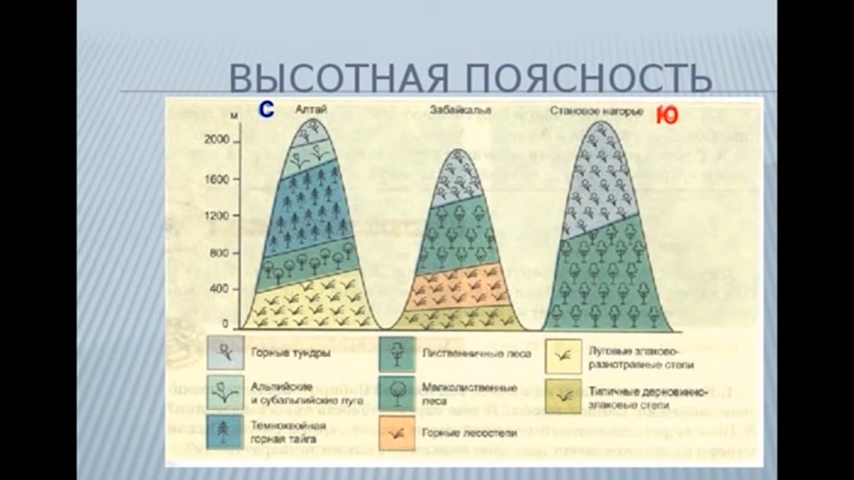 ВЫСОТНАЯ ПОЯСНОСТЬ
С Алтай Забайкалье Становое нагорье Ю
м
2000
1600
1200
800
400
0
Горные тундры
Альпийские
и субальпийские луга
Темнохвойная
горная тайга
Лиственничные леса
Мелколиственные
леса
Горные лесостепи
Луговые злаково-
разнотравные степи
Типичные дерновинно-
злаковые степи